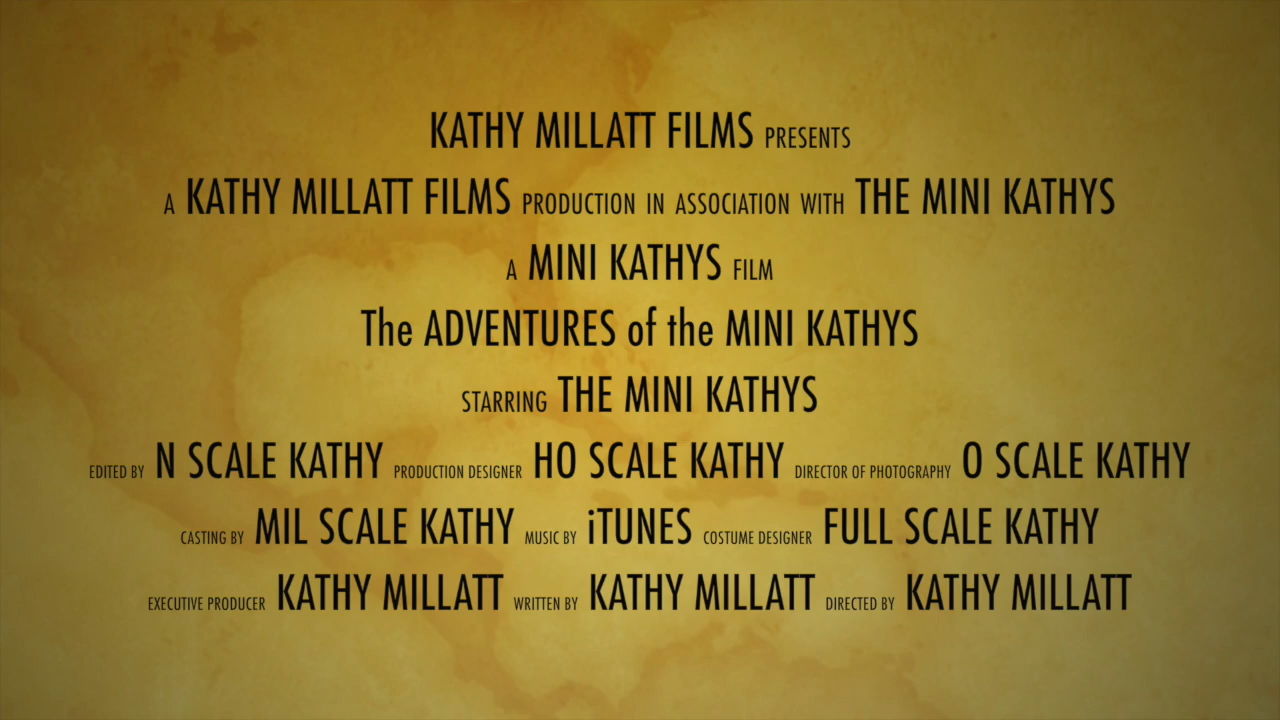 KATHY MILLATT FILMS PRESENTS
A KATHY MILLATT FILMS PRODUCTION IN ASSOCIATION WITH THE MINI KATHYS
A MINI KATHYS FILM
The ADVENTURES of the MINI KATHYS
STARRING THE MINI KATHYS
EDITED BY N SCALE KATHY PRODUCTION DESIGNER HO SCALE KATHY DIRECTOR OF PHOTOGRAPHY O SCALE KATHY
CASTING BY MIL SCALE KATHY MUSIC BY iTUNES COSTUME DESIGNER FULL SCALE KATHY
EXECUTIVE PRODUCER KATHY MILLATT WRITTEN BY KATHY MILLATT DIRECTED BY KATHY MILLATT